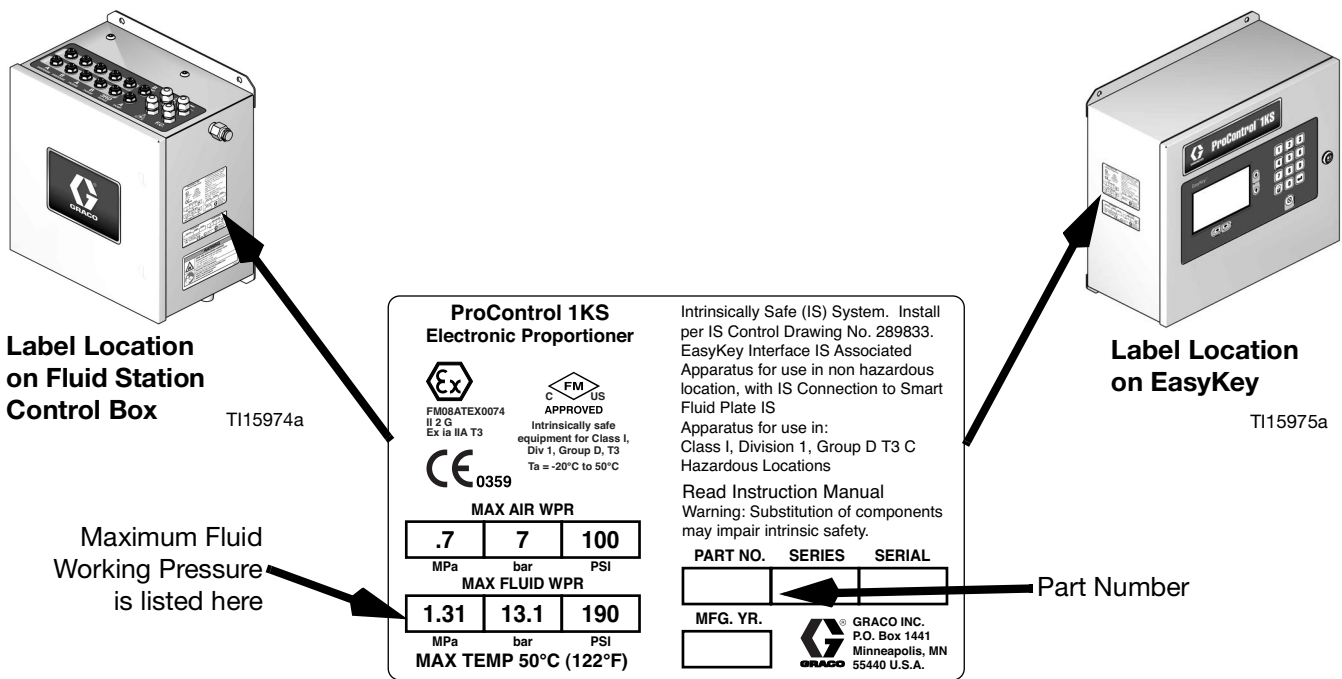 GRACO
ProControl 1KS
EasyKey
Label Location
on Fluid Station
Control Box
TI15974a
Label Location
on EasyKey
TI15975a
ProControl 1KS
Electronic Proportioner
Ex
FM08ATEX0074
II 2 G
Ex ia IIA T3
FM
C US
APPROVED
Intrinsically safe
equipment for Class I,
Div 1, Group D, T3
Ta = -20°C to 50°C
CE 0359
MAX AIR WPR
.7 7 100
MPa bar PSI
MAX FLUID WPR
1.31 13.1 190
MPa bar PSI
MAX TEMP 50°C (122°F)
Intrinsically Safe (IS) System. Install
per IS Control Drawing No. 289833.
EasyKey Interface IS Associated
Apparatus for use in non hazardous
location, with IS Connection to Smart
Fluid Plate IS
Apparatus for use in:
Class I, Division 1, Group D T3 C
Hazardous Locations
Read Instruction Manual
Warning: Substitution of components
may impair intrinsic safety.
PART NO. SERIES SERIAL
MFG. YR.
GRACO
®
GRACO INC.
P.O. Box 1441
Minneapolis, MN
55440 U.S.A.
Maximum Fluid
Working Pressure
is listed here
Part Number